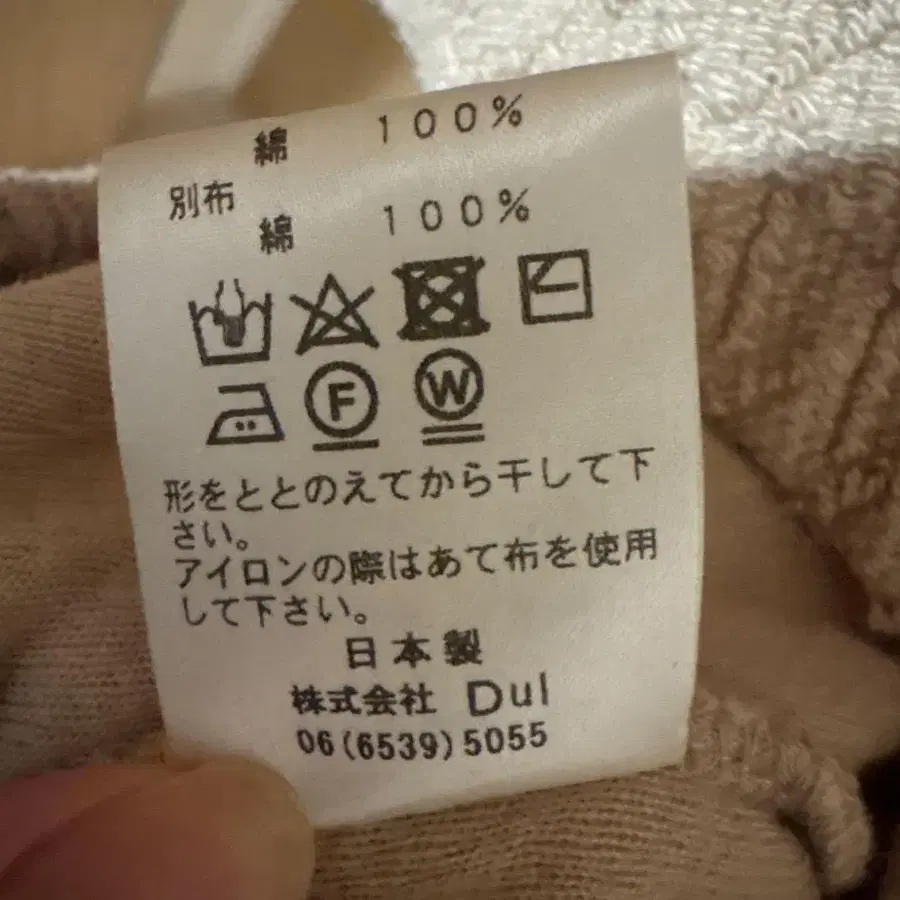 綿 100%
別布
綿 100%
F W
形をととのえてから干して下
さい。
アイロンの際はあて布を使用
して下さい。
日本製
株式会社 Dul
06(6539)5055